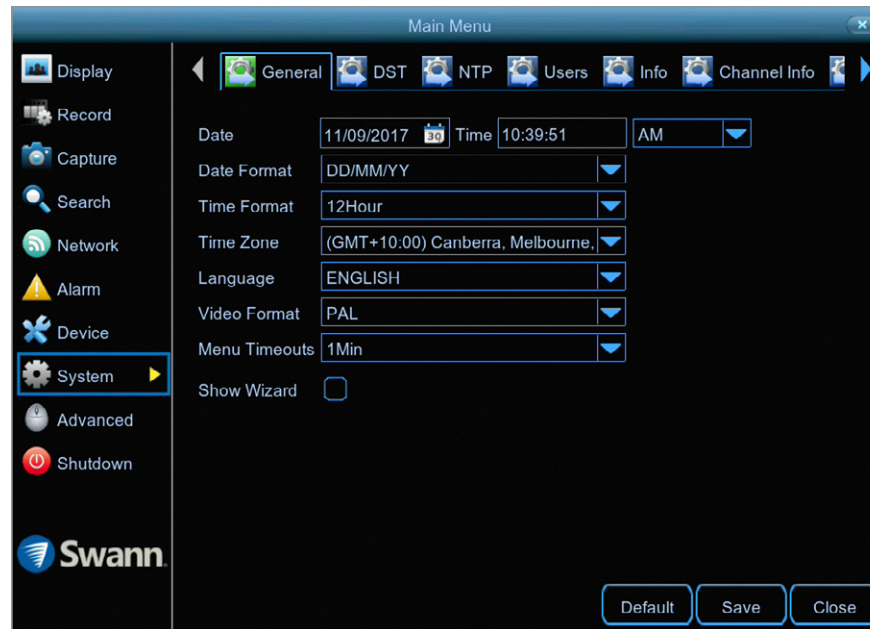 Main Menu
Display
Record
Capture
Search
Network
Alarm
Device
System
Advanced
Shutdown
Swann
General DST NTP Users Info Channel Info
Date 11/09/2017 30 Time 10:39:51 AM
Date Format DD/MM/YY
Time Format 12Hour
Time Zone (GMT+10:00) Canberra, Melbourne,
Language ENGLISH
Video Format PAL
Menu Timeouts 1Min
Show Wizard
Default Save Close